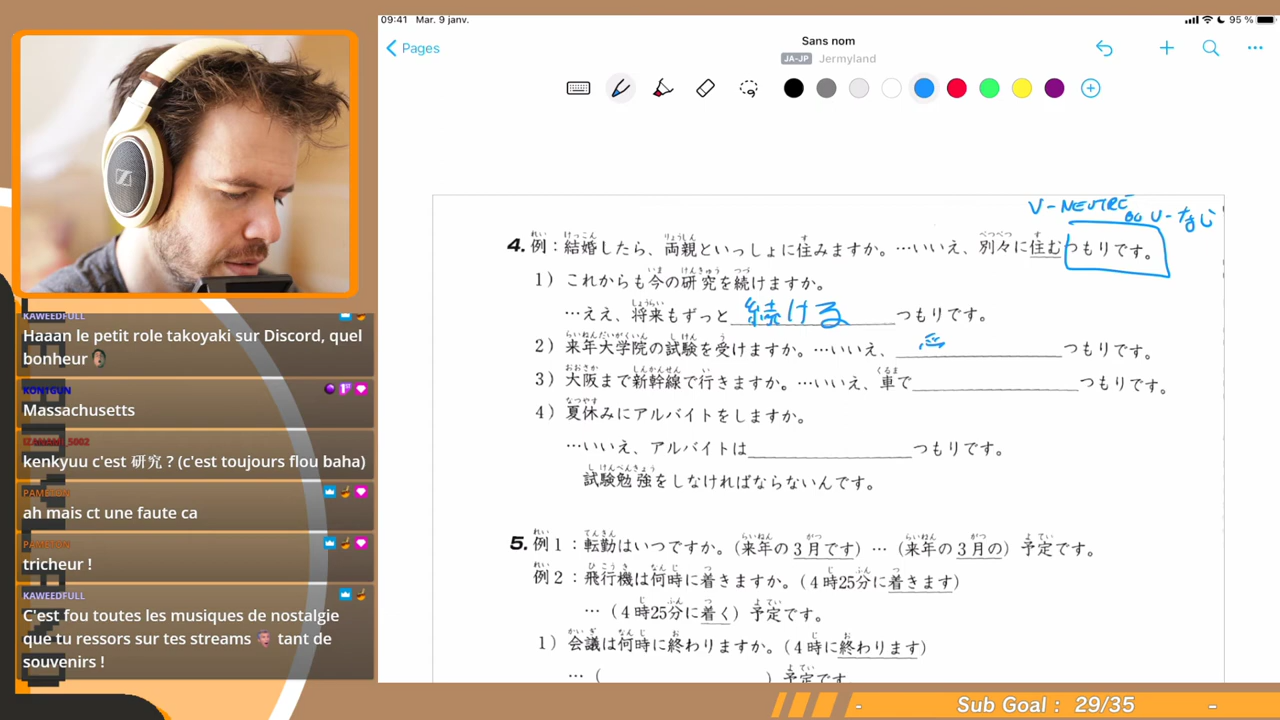 09:41 Mar. 9 janv.
95 %
Pages
Sans nom
JA-JP Jermyland
V-NEUTRE
ou V-ない
4. 例：結婚したら、両親といっしょに住みますか。…いいえ、別々に住むつもりです。
1）これからも今の研究を続けますか。
…ええ、将来もずっと 続ける つもりです。
2）来年大学院の試験を受けますか。…いいえ、 つもりです。
3）大阪まで新幹線で行きますか。…いいえ、車で つもりです。
4）夏休みにアルバイトをしますか。
…いいえ、アルバイトは つもりです。
試験勉強をしなければならないんです。
5. 例1：転勤はいつですか。（来年の3月です）…（来年の3月の）予定です。
例2：飛行機は何時に着きますか。（4時25分に着きます）
…（4時25分に着く）予定です。
1）会議は何時に終わりますか。（4時に終わります）
…（ ）予定です。
KAWEEDFULL
Haaan le petit role takoyaki sur Discord, quel
bonheur
KON1GUN
Massachusetts
kenkyuu c'est 研究 ? (c'est toujours flou baha)
ah mais ct une faute ca
tricheur !
KAWEEDFULL
C'est fou toutes les musiques de nostalgie
que tu ressors sur tes streams tant de
souvenirs !
- Sub Goal : 29/35 -